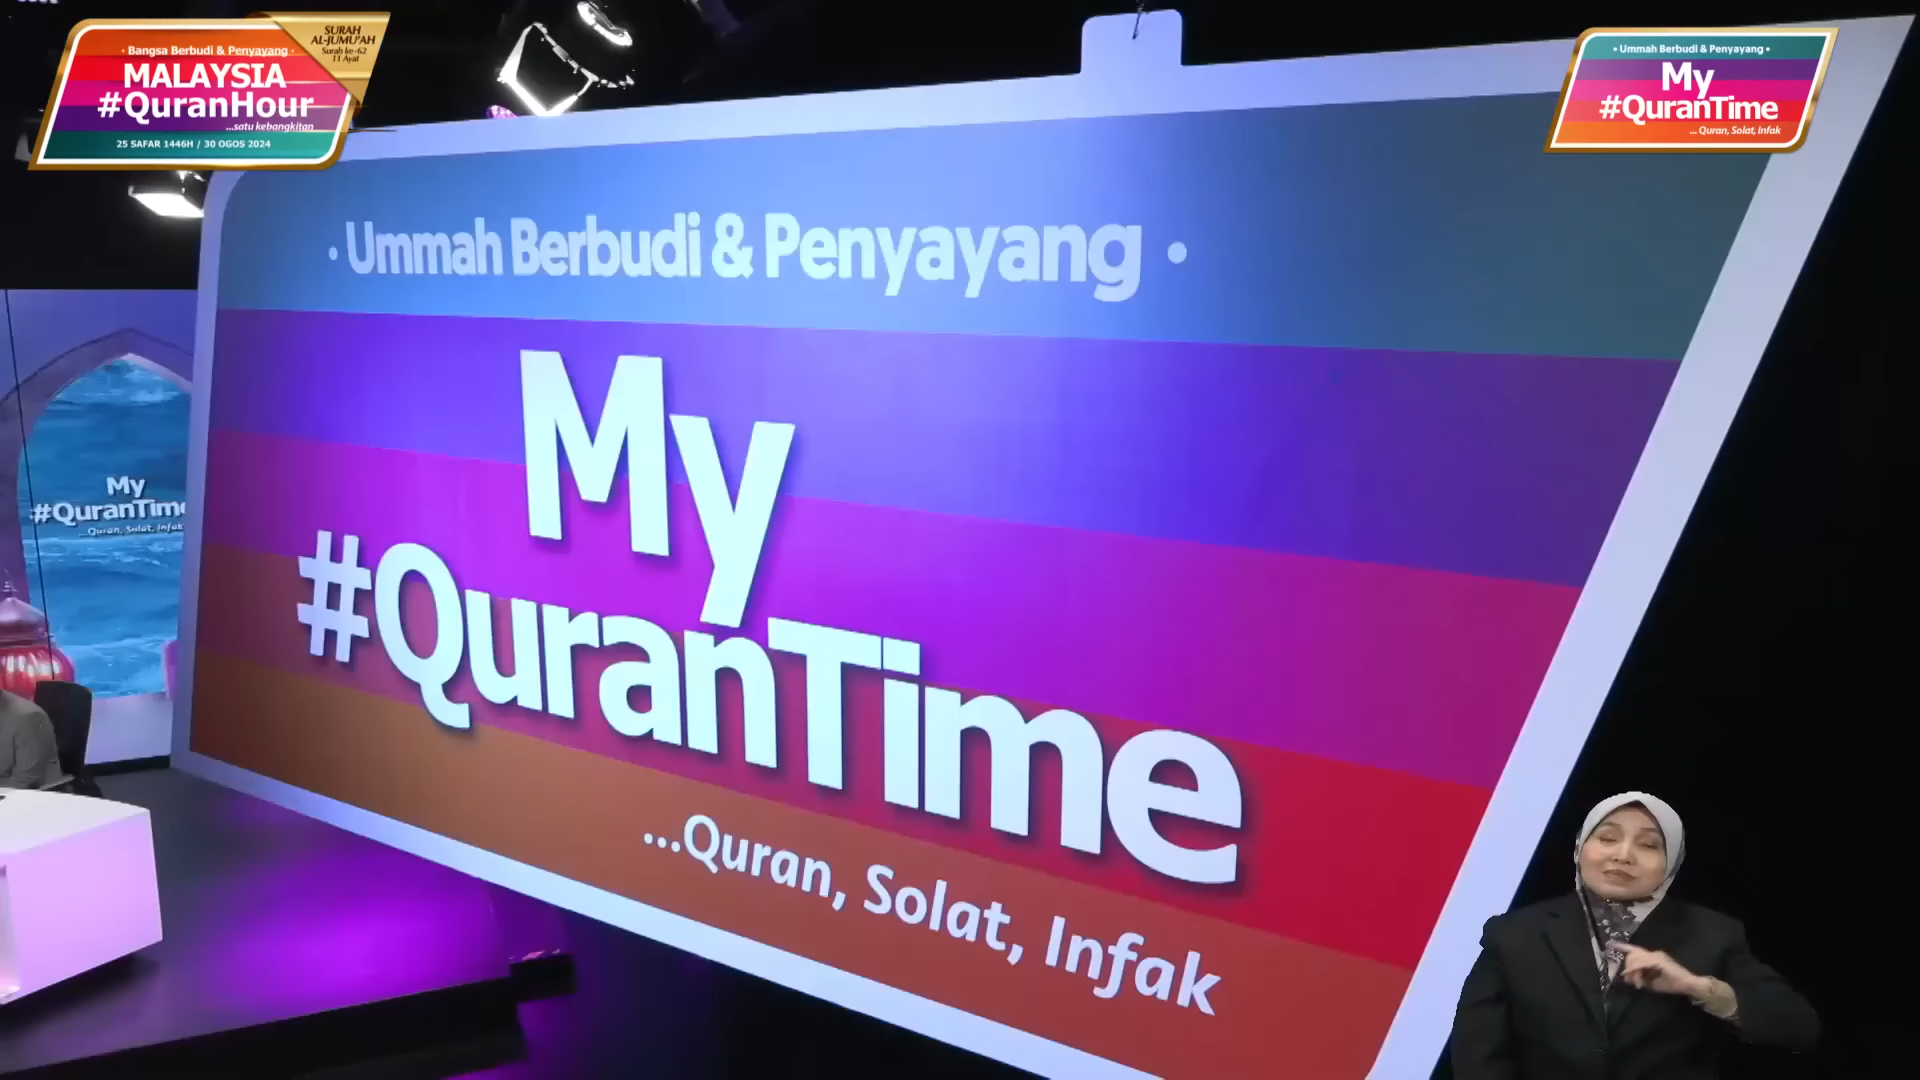 • Bangsa Berbudi & Penyayang •
MALAYSIA
#QuranHour
...satu kebangkitan
25 SAFAR 1446H / 30 OGOS 2024
SURAH
AL-JUMU'AH
Surah ke-62
11 Ayat
• Ummah Berbudi & Penyayang •
My
#QuranTime
... Quran, Solat, Infak
• Ummah Berbudi & Penyayang •
My
#QuranTime
...Quran, Solat, Infak
My
#QuranTime
...Quran, Solat, Infak